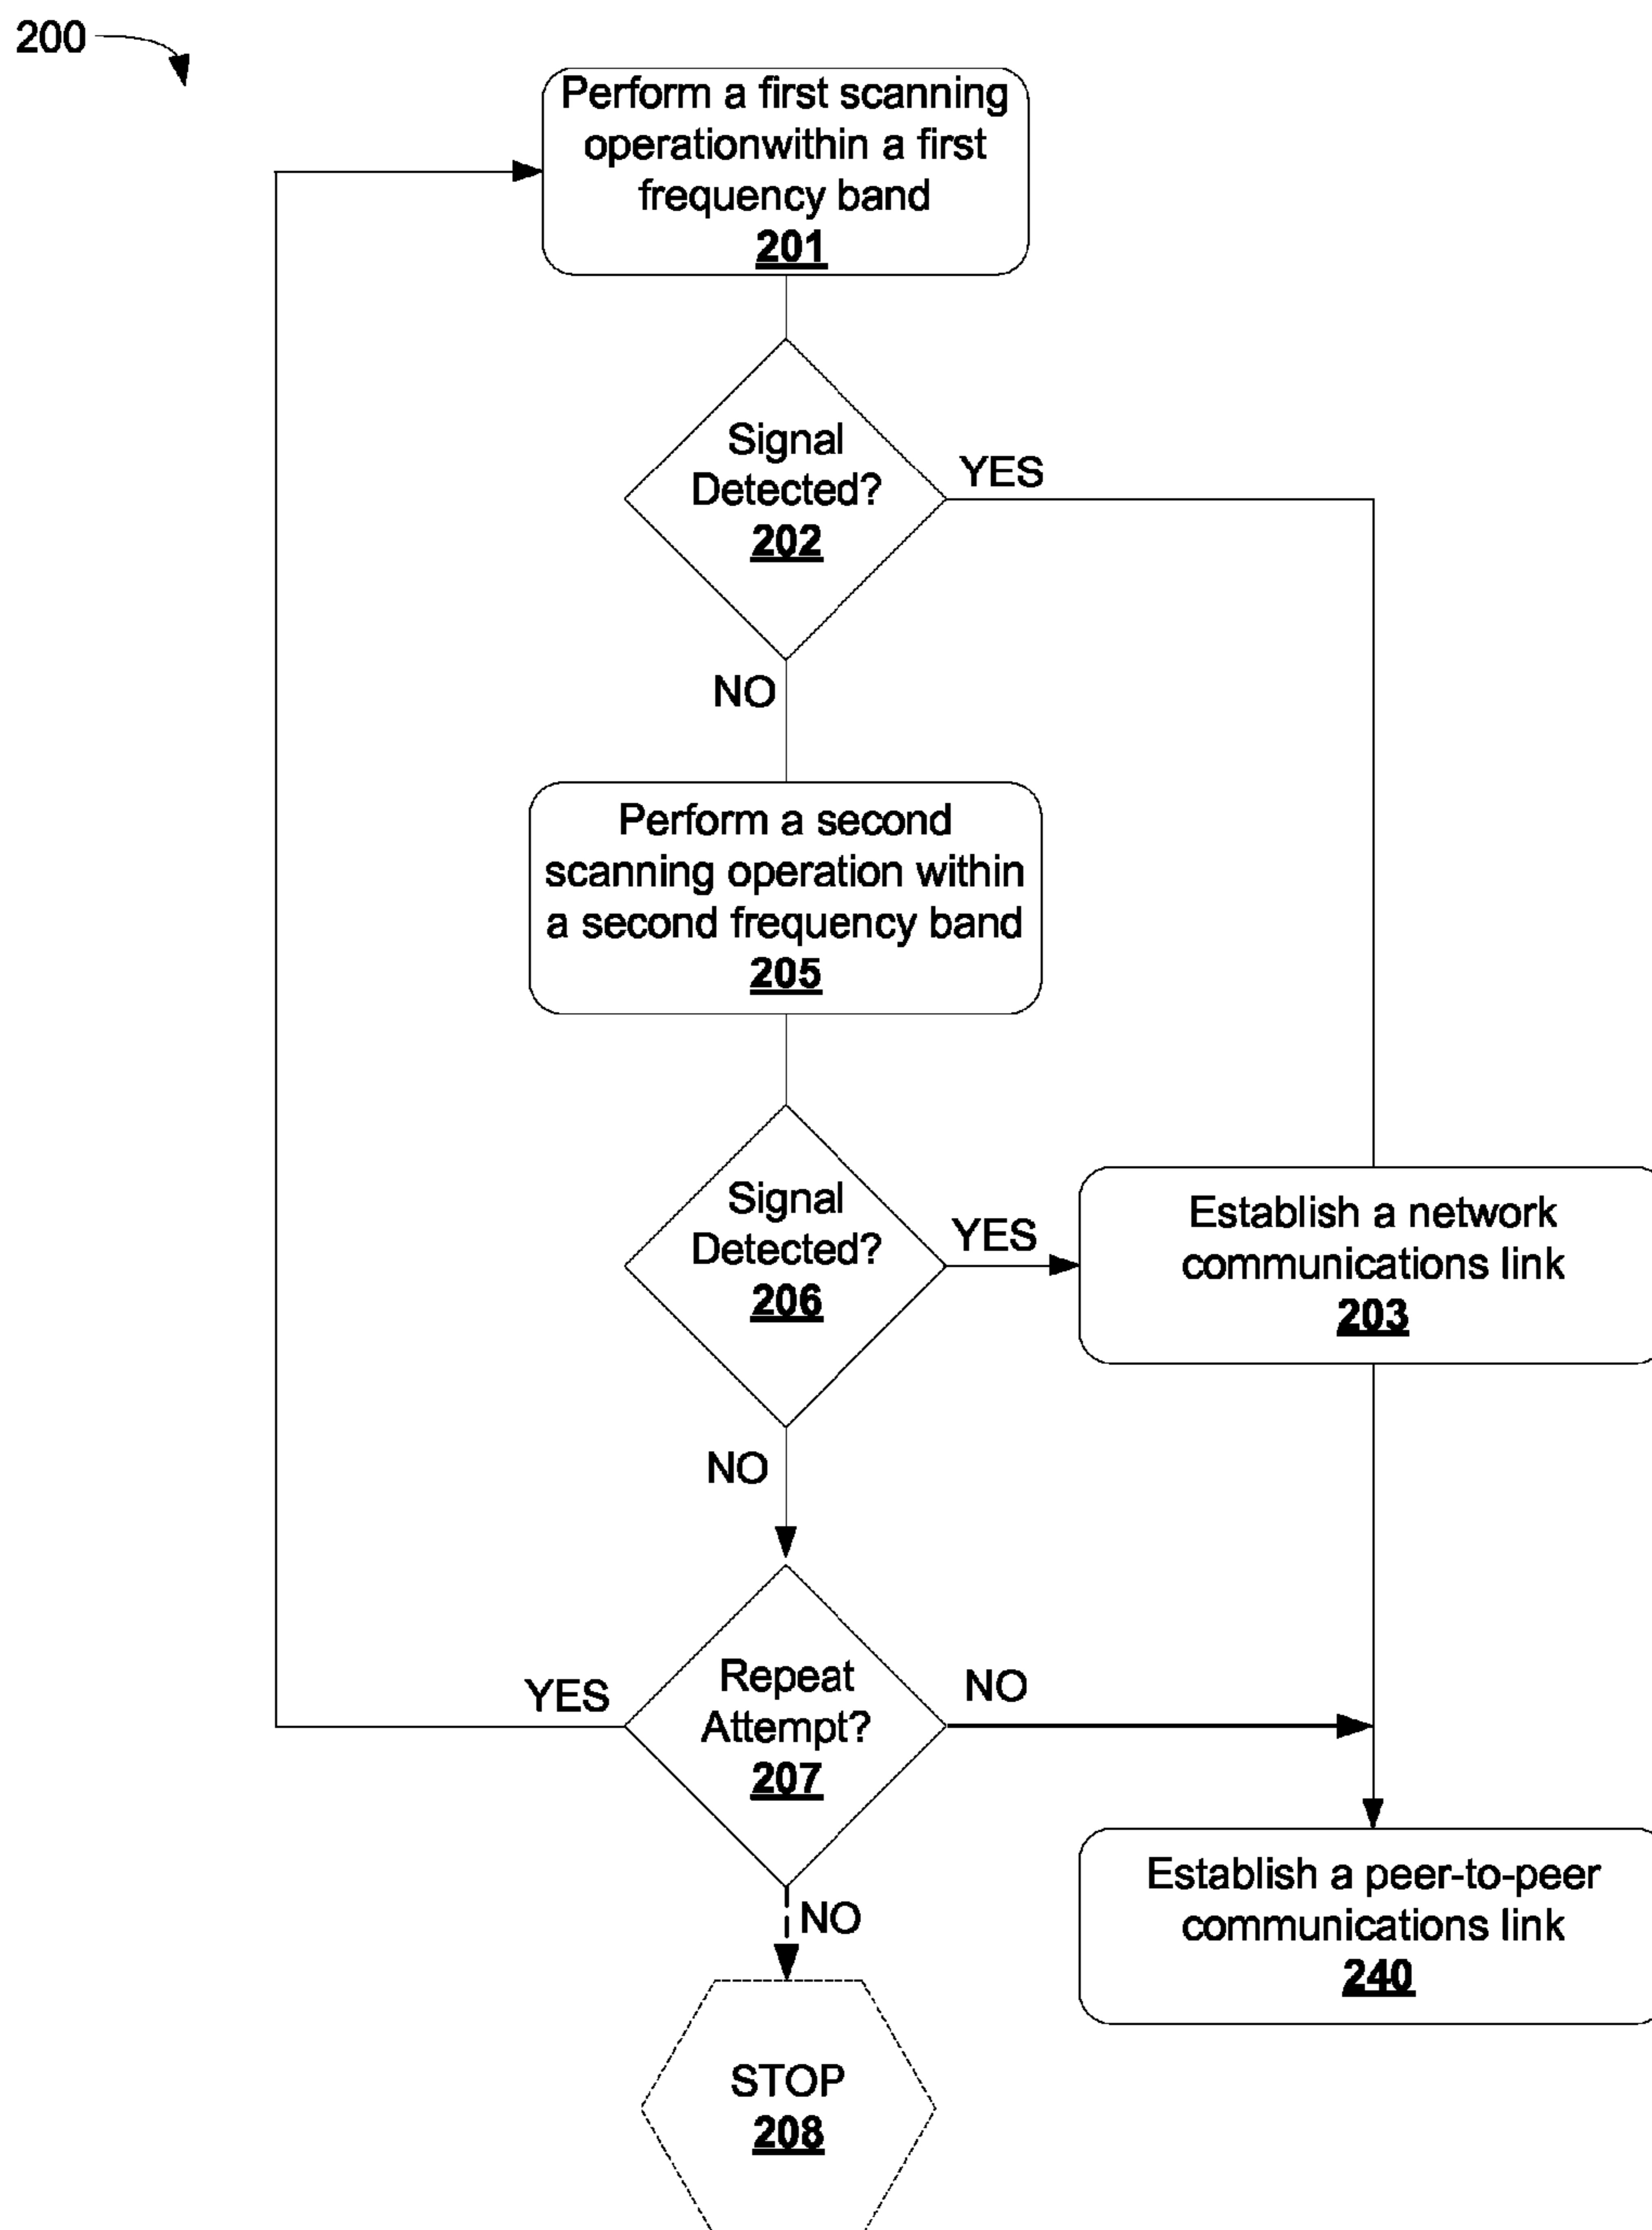 200
Perform a first scanning
operationwithin a first
frequency band
201
Signal
Detected?
202
YES
NO
Perform a second
scanning operation within
a second frequency band
205
Signal
Detected?
206
YES
Establish a network
communications link
203
NO
Repeat
Attempt?
207
YES
NO
NO
Establish a peer-to-peer
communications link
240
STOP
208